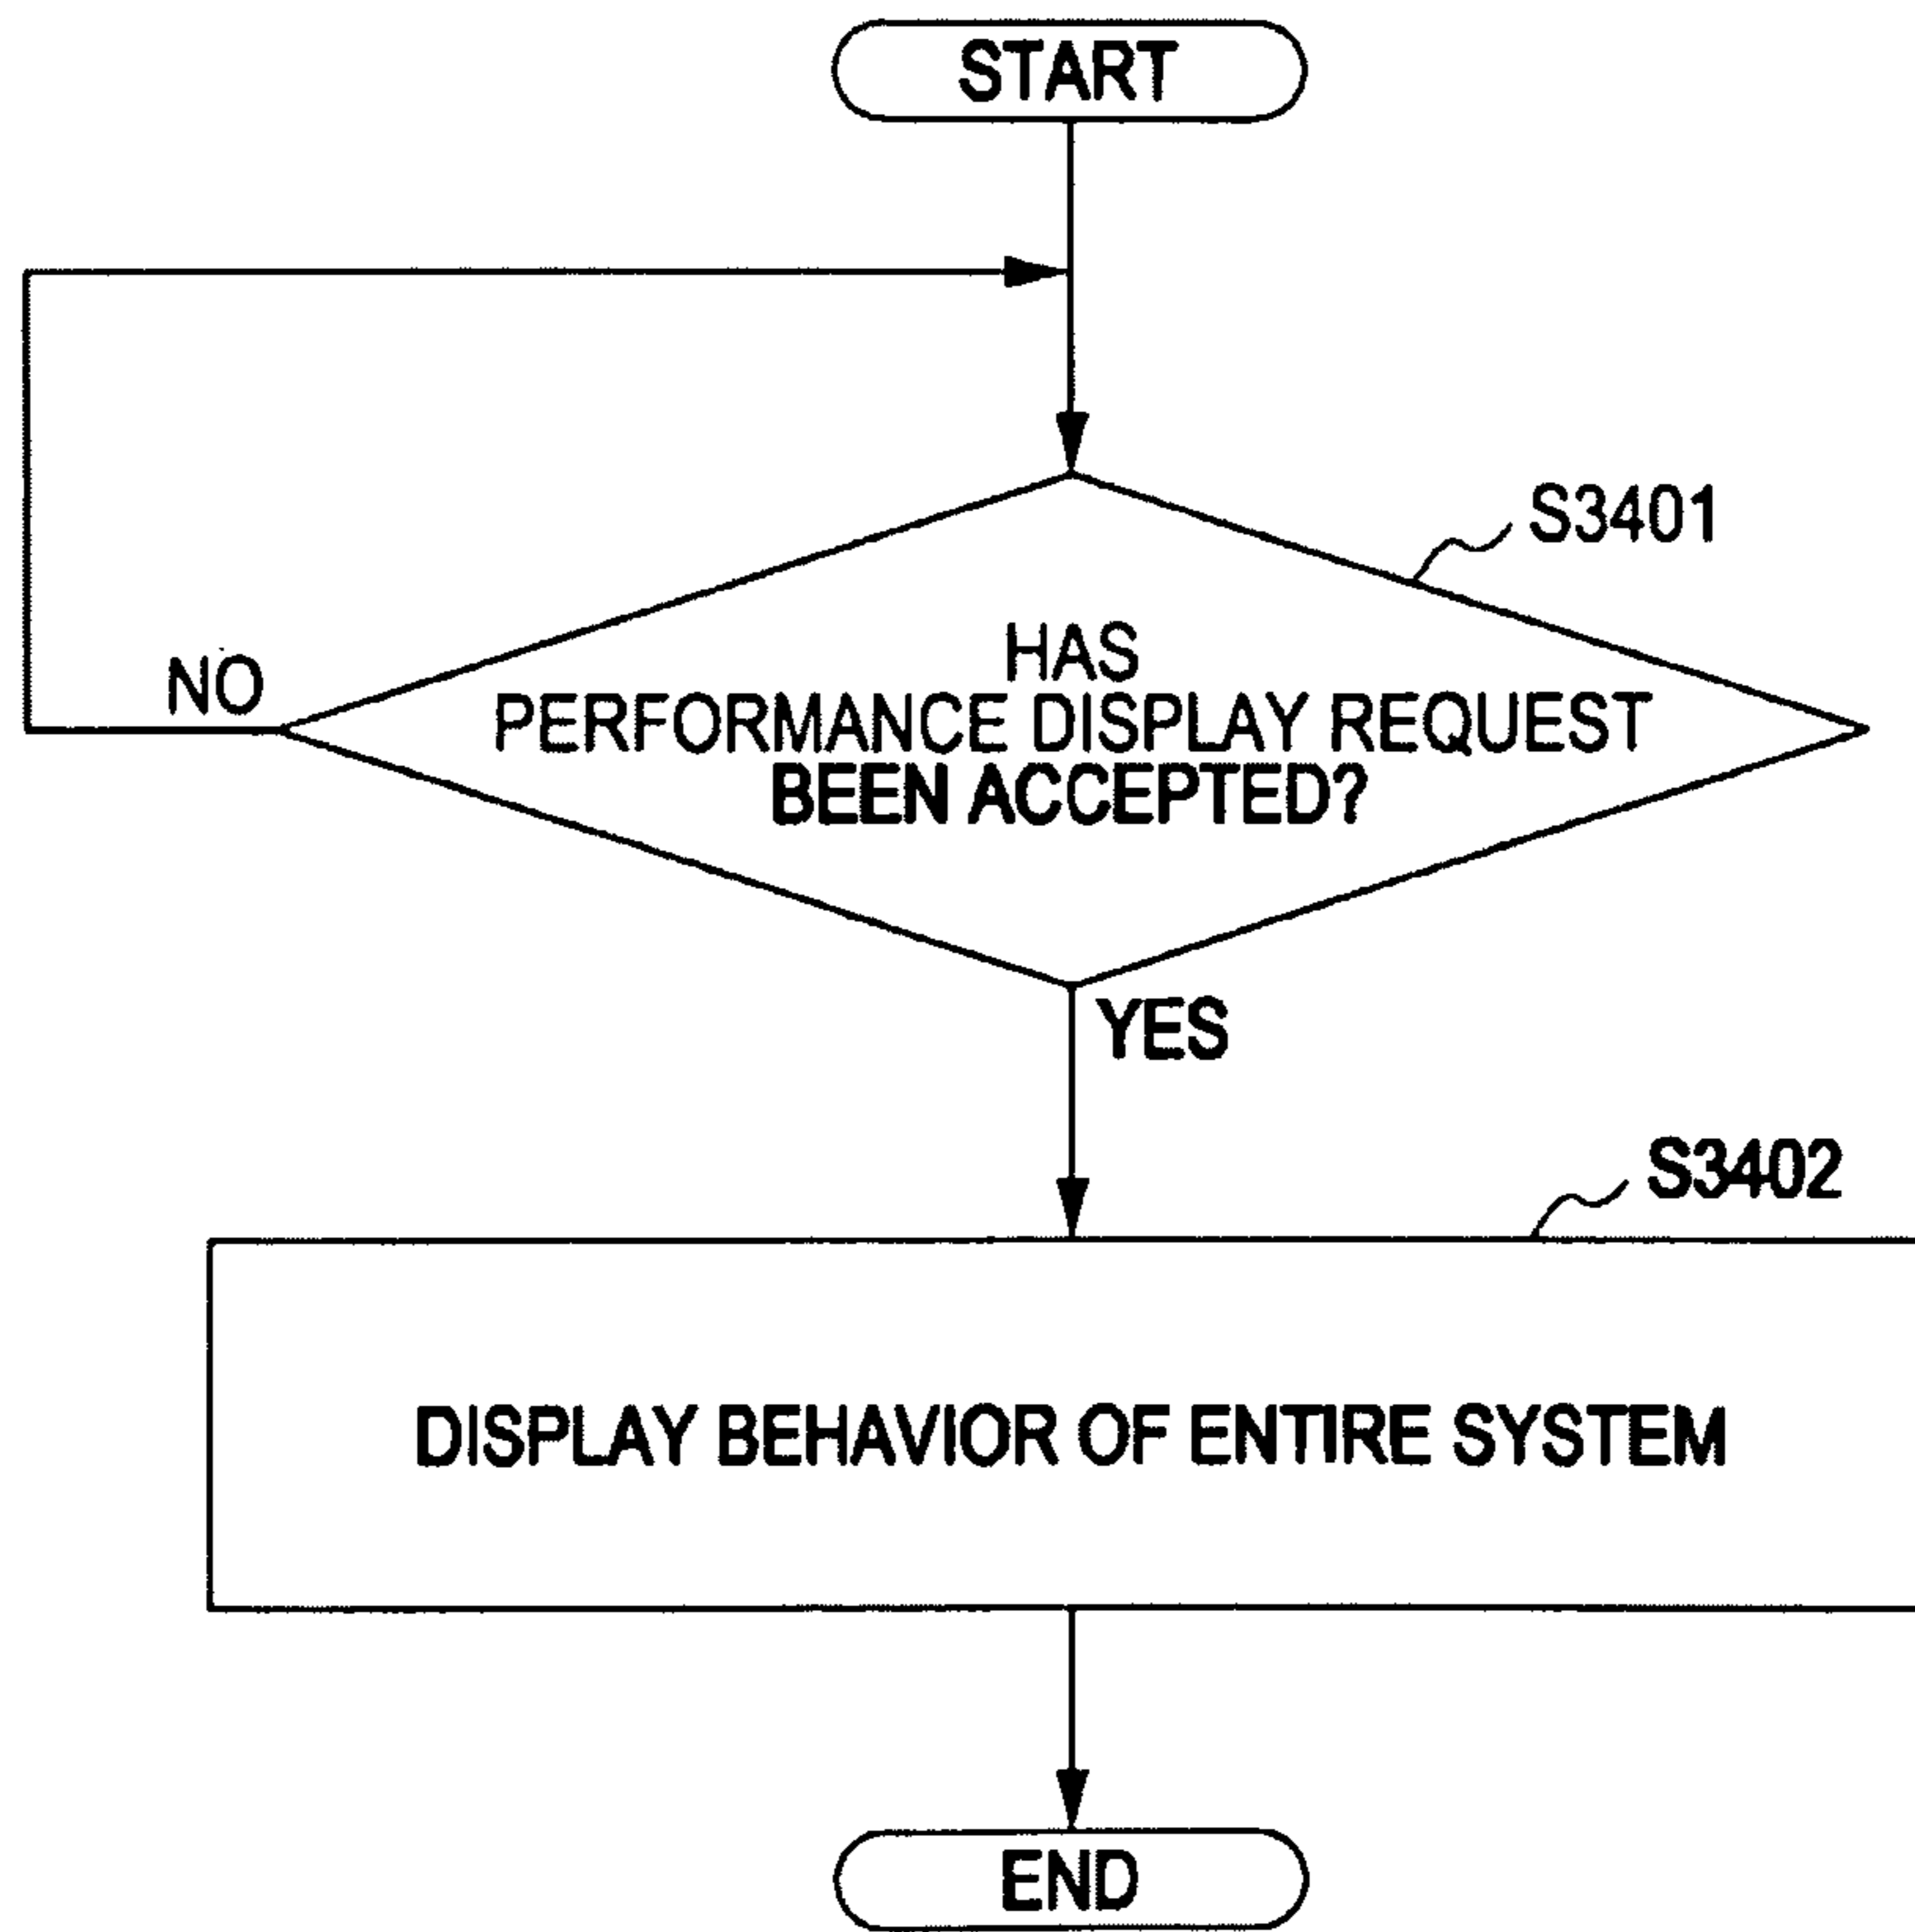 START
S3401
HAS
PERFORMANCE DISPLAY REQUEST
BEEN ACCEPTED?
NO
YES
S3402
DISPLAY BEHAVIOR OF ENTIRE SYSTEM
END